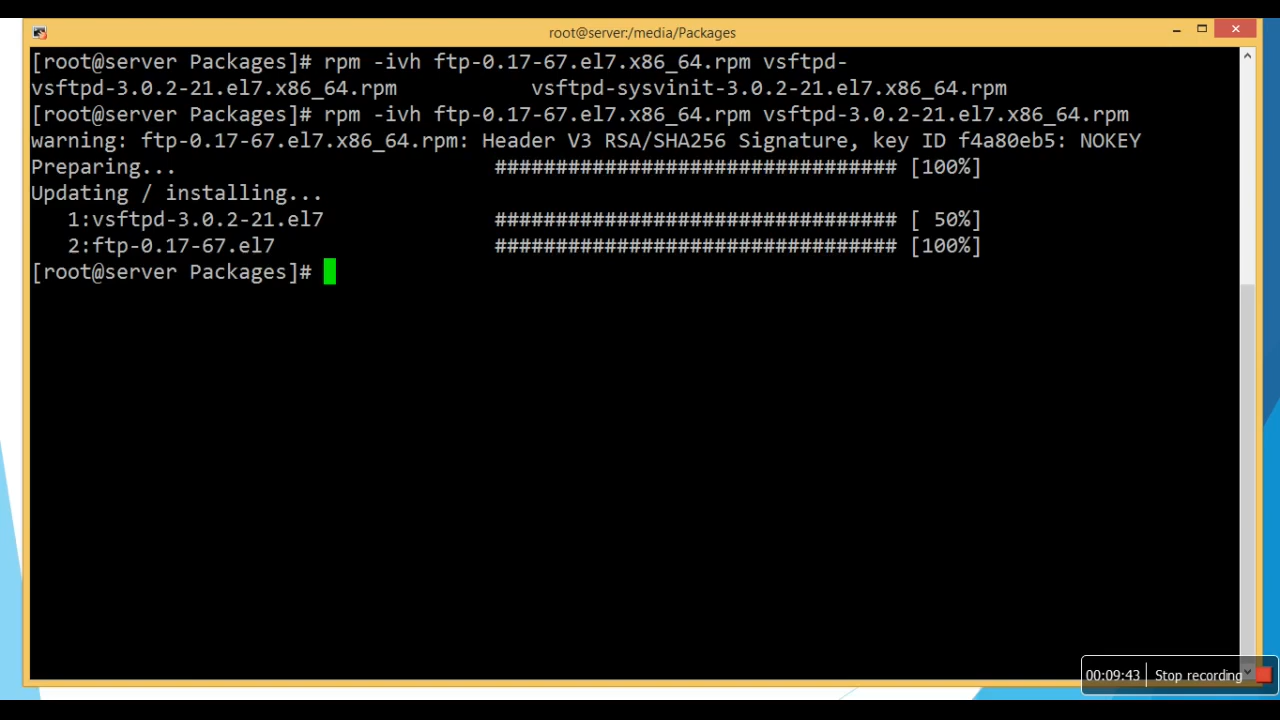 root@server:/media/Packages
[root@server Packages]# rpm -ivh ftp-0.17-67.el7.x86_64.rpm vsftpd-
vsftpd-3.0.2-21.el7.x86_64.rpm vsftpd-sysvinit-3.0.2-21.el7.x86_64.rpm
[root@server Packages]# rpm -ivh ftp-0.17-67.el7.x86_64.rpm vsftpd-3.0.2-21.el7.x86_64.rpm
warning: ftp-0.17-67.el7.x86_64.rpm: Header V3 RSA/SHA256 Signature, key ID f4a80eb5: NOKEY
Preparing... ################################# [100%]
Updating / installing...
1:vsftpd-3.0.2-21.el7 ################################# [ 50%]
2:ftp-0.17-67.el7 ################################# [100%]
[root@server Packages]#
00:09:43 Stop recording